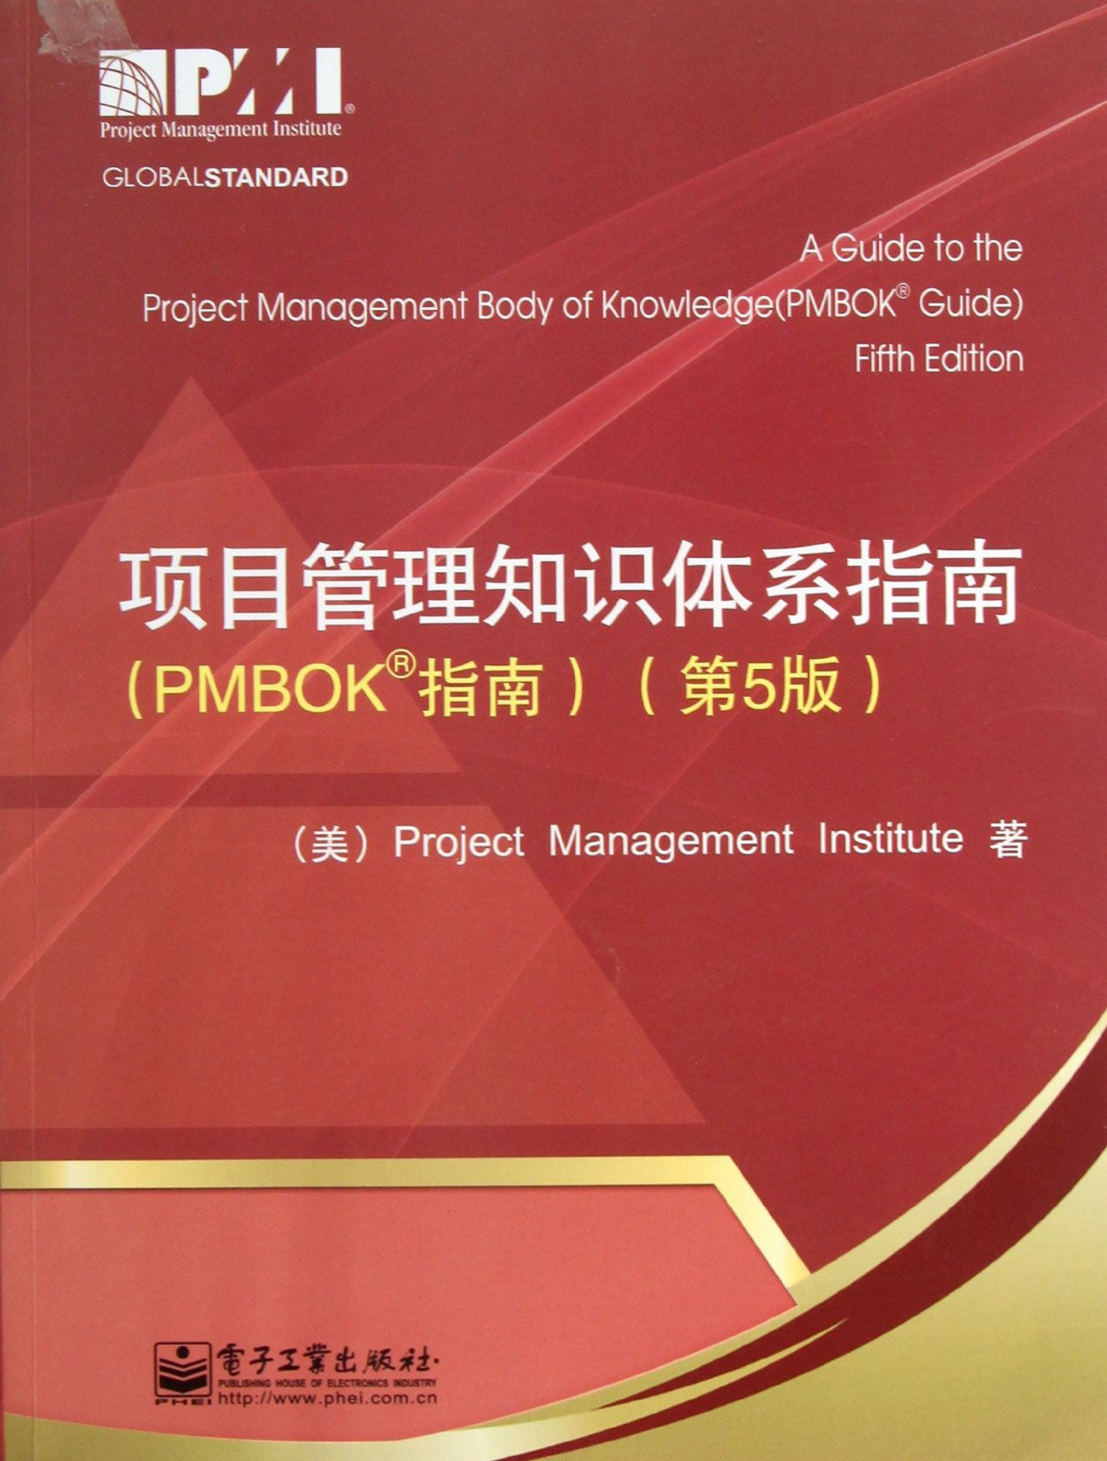 PMI®
Project Management Institute
GLOBALSTANDARD
A Guide to the
Project Management Body of Knowledge(PMBOK® Guide)
Fifth Edition
项目管理知识体系指南
(PMBOK®指南)(第5版)
(美) Project Management Institute 著
電子工業出版社·
PUBLISHING HOUSE OF ELECTRONICS INDUSTRY
PHEI http://www.phei.com.cn